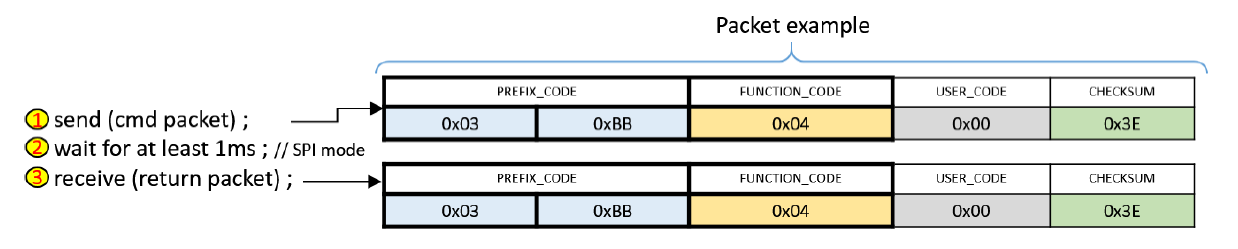 Packet example
PREFIX_CODE FUNCTION_CODE USER_CODE CHECKSUM
1 send (cmd packet) ; 0x03 0xBB 0x04 0x00 0x3E
2 wait for at least 1ms ; // SPI mode
3 receive (return packet) ; PREFIX_CODE FUNCTION_CODE USER_CODE CHECKSUM
0x03 0xBB 0x04 0x00 0x3E